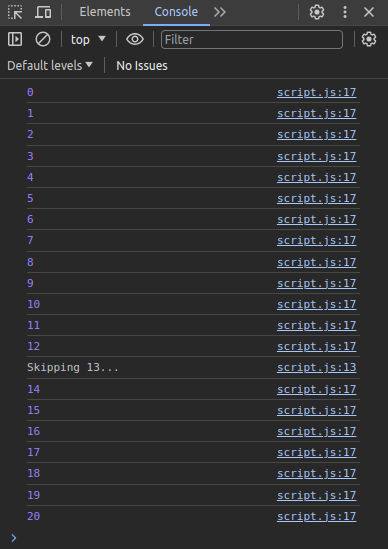 Elements Console
top Filter
Default levels No Issues
0 script.js:17
1 script.js:17
2 script.js:17
3 script.js:17
4 script.js:17
5 script.js:17
6 script.js:17
7 script.js:17
8 script.js:17
9 script.js:17
10 script.js:17
11 script.js:17
12 script.js:17
Skipping 13... script.js:13
14 script.js:17
15 script.js:17
16 script.js:17
17 script.js:17
18 script.js:17
19 script.js:17
20 script.js:17